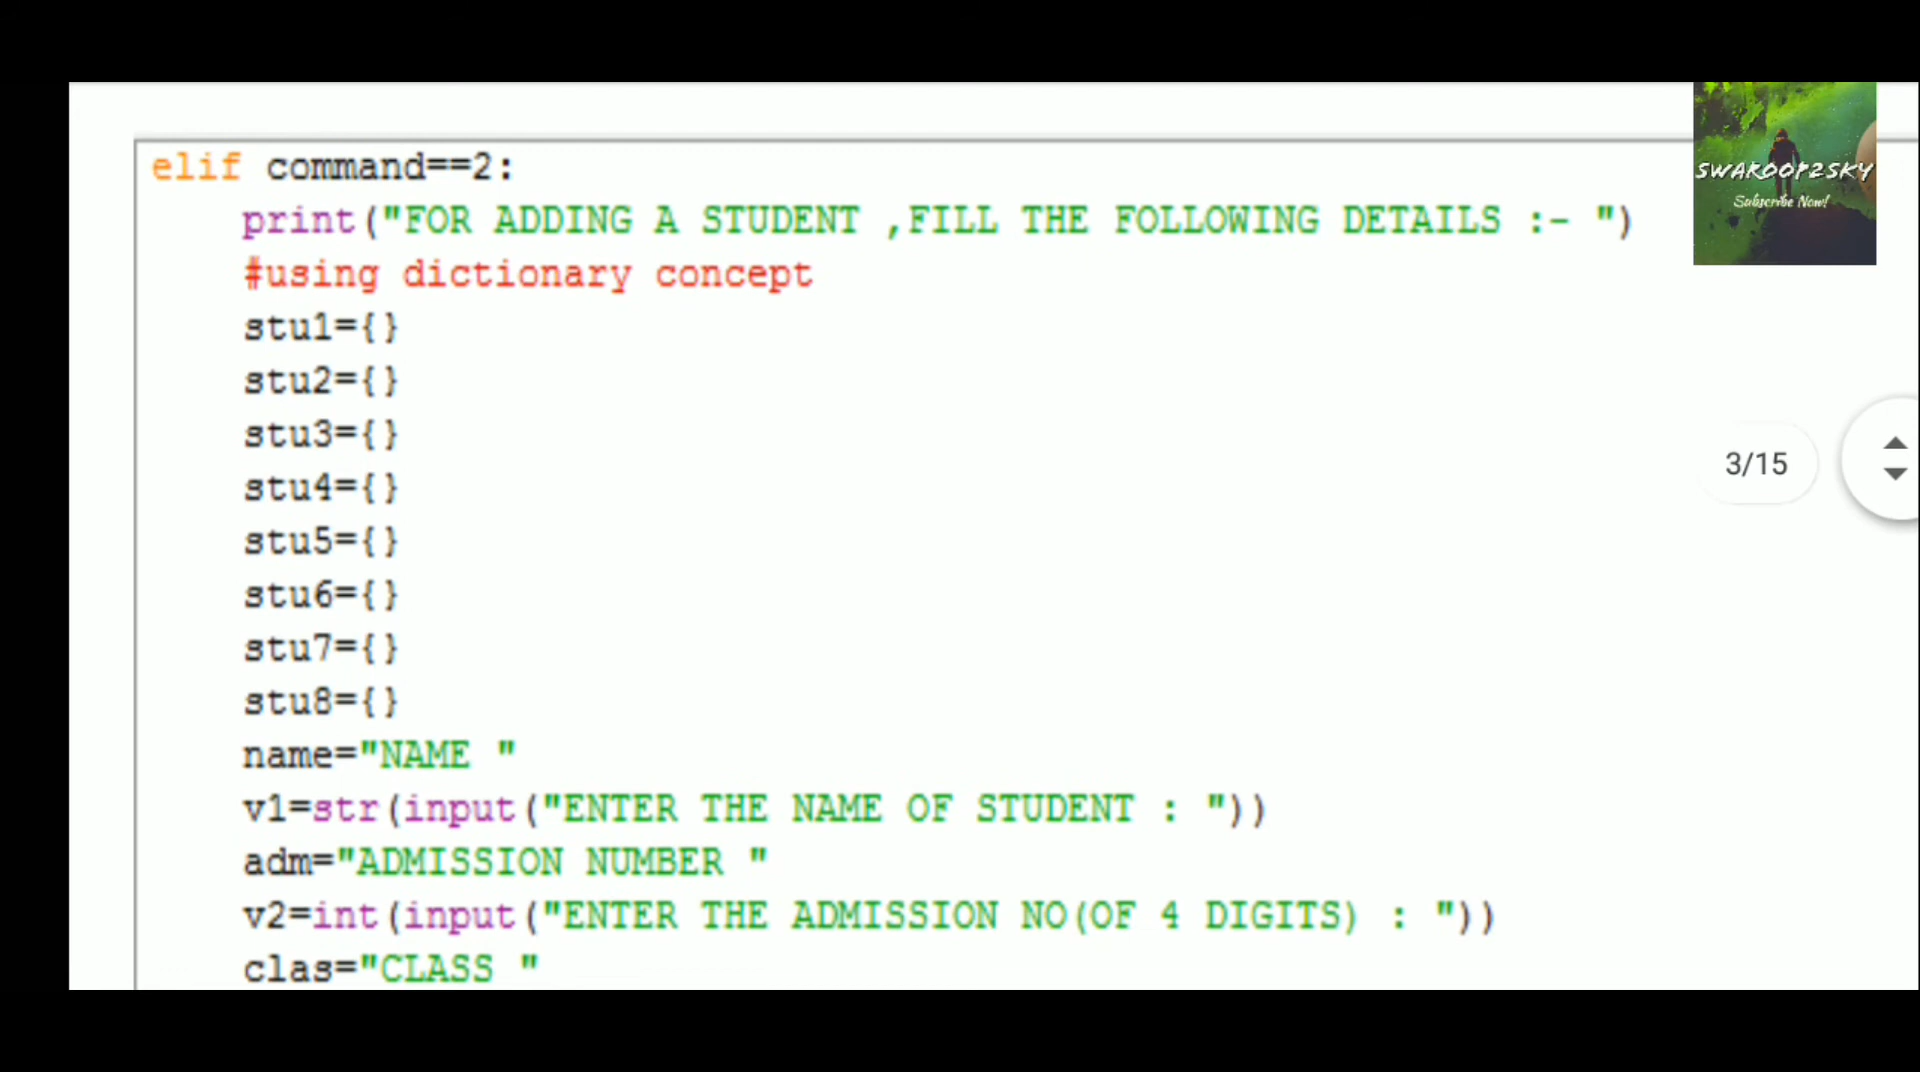 elif command==2:
    print("FOR ADDING A STUDENT ,FILL THE FOLLOWING DETAILS :- ")
    #using dictionary concept
    stu1={}
    stu2={}
    stu3={}
    stu4={}
    stu5={}
    stu6={}
    stu7={}
    stu8={}
    name="NAME "
    v1=str(input("ENTER THE NAME OF STUDENT : "))
    adm="ADMISSION NUMBER "
    v2=int(input("ENTER THE ADMISSION NO(OF 4 DIGITS) : "))
    clas="CLASS "
SWAROOP2SKY
Subscribe Now!
3/15